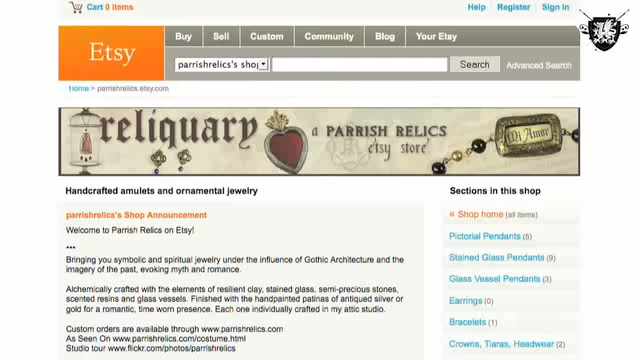 Cart 0 items
Help Register Sign In
Etsy
Buy Sell Custom Community Blog Your Etsy
parrishrelics's shop Search Advanced Search
Home > parrishrelics.etsy.com
reliquary
a PARRISH RELICS
etsy store
Mi Amor
Handcrafted amulets and ornamental jewelry
Sections in this shop
parrishrelics's Shop Announcement
Welcome to Parrish Relics on Etsy!
***
Bringing you symbolic and spiritual jewelry under the influence of Gothic Architecture and the
imagery of the past, evoking myth and romance.
Alchemically crafted with the elements of resilient clay, stained glass, semi-precious stones,
scented resins and glass vessels. Finished with the handpainted patinas of antiqued silver or
gold for a romantic, time worn presence. Each one individually crafted in my attic studio.
Custom orders are available through www.parrishrelics.com
As Seen On www.parrishrelics.com/costume.html
Studio tour www.flickr.com/photos/parrishrelics
« Shop home (all items)
Pictorial Pendants (5)
Stained Glass Pendants (9)
Glass Vessel Pendants (3)
Earrings (0)
Bracelets (1)
Crowns, Tiaras, Headwear (2)